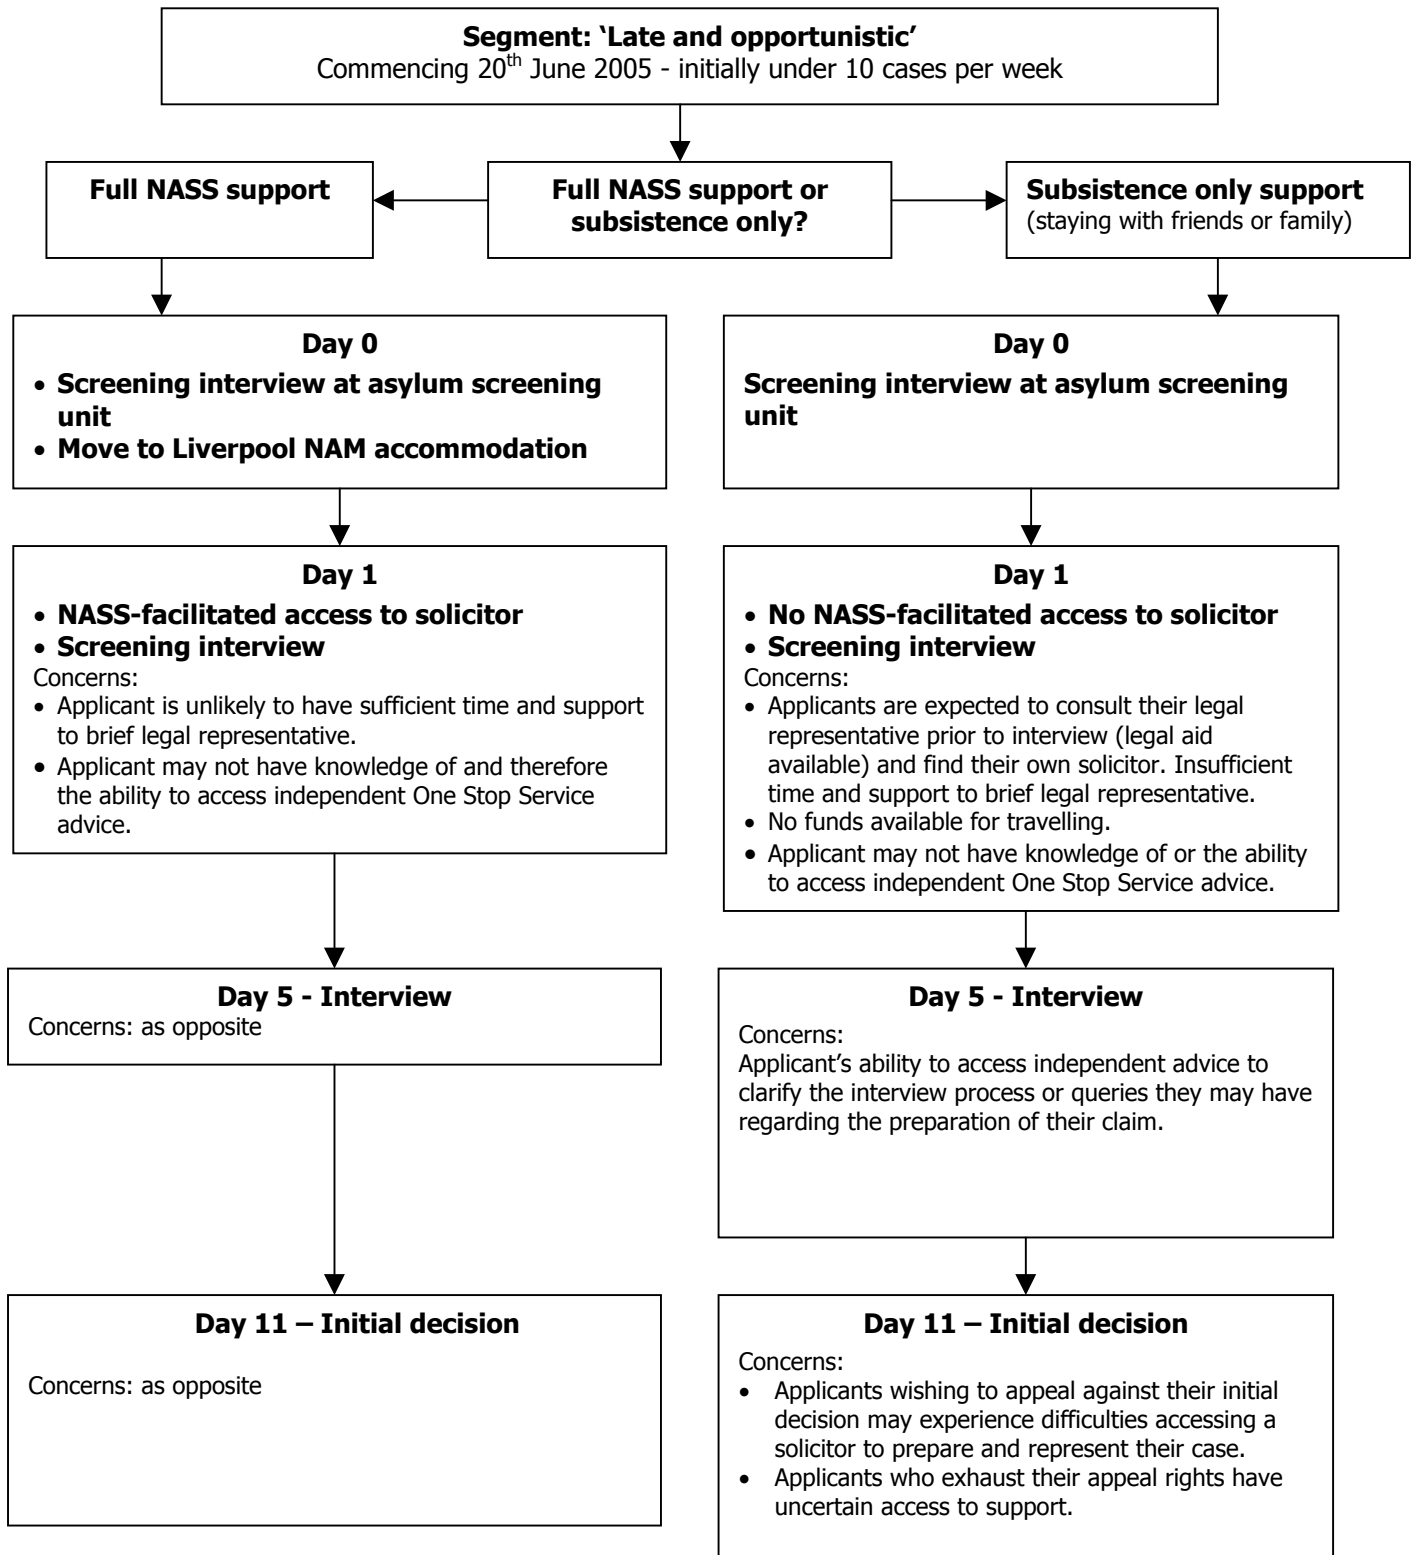 Segment: ‘Late and opportunistic’
Commencing 20th June 2005 - initially under 10 cases per week
Full NASS support
Full NASS support or
subsistence only?
Subsistence only support
(staying with friends or family)
Day 0
• Screening interview at asylum screening
unit
• Move to Liverpool NAM accommodation
Day 0
Screening interview at asylum screening
unit
Day 1
• NASS-facilitated access to solicitor
• Screening interview
Concerns:
• Applicant is unlikely to have sufficient time and support
to brief legal representative.
• Applicant may not have knowledge of and therefore
the ability to access independent One Stop Service
advice.
Day 1
• No NASS-facilitated access to solicitor
• Screening interview
Concerns:
• Applicants are expected to consult their legal
representative prior to interview (legal aid
available) and find their own solicitor. Insufficient
time and support to brief legal representative.
• No funds available for travelling.
• Applicant may not have knowledge of or the ability
to access independent One Stop Service advice.
Day 5 - Interview
Concerns: as opposite
Day 5 - Interview
Concerns:
Applicant’s ability to access independent advice to
clarify the interview process or queries they may have
regarding the preparation of their claim.
Day 11 – Initial decision
Concerns: as opposite
Day 11 – Initial decision
Concerns:
• Applicants wishing to appeal against their initial
decision may experience difficulties accessing a
solicitor to prepare and represent their case.
• Applicants who exhaust their appeal rights have
uncertain access to support.